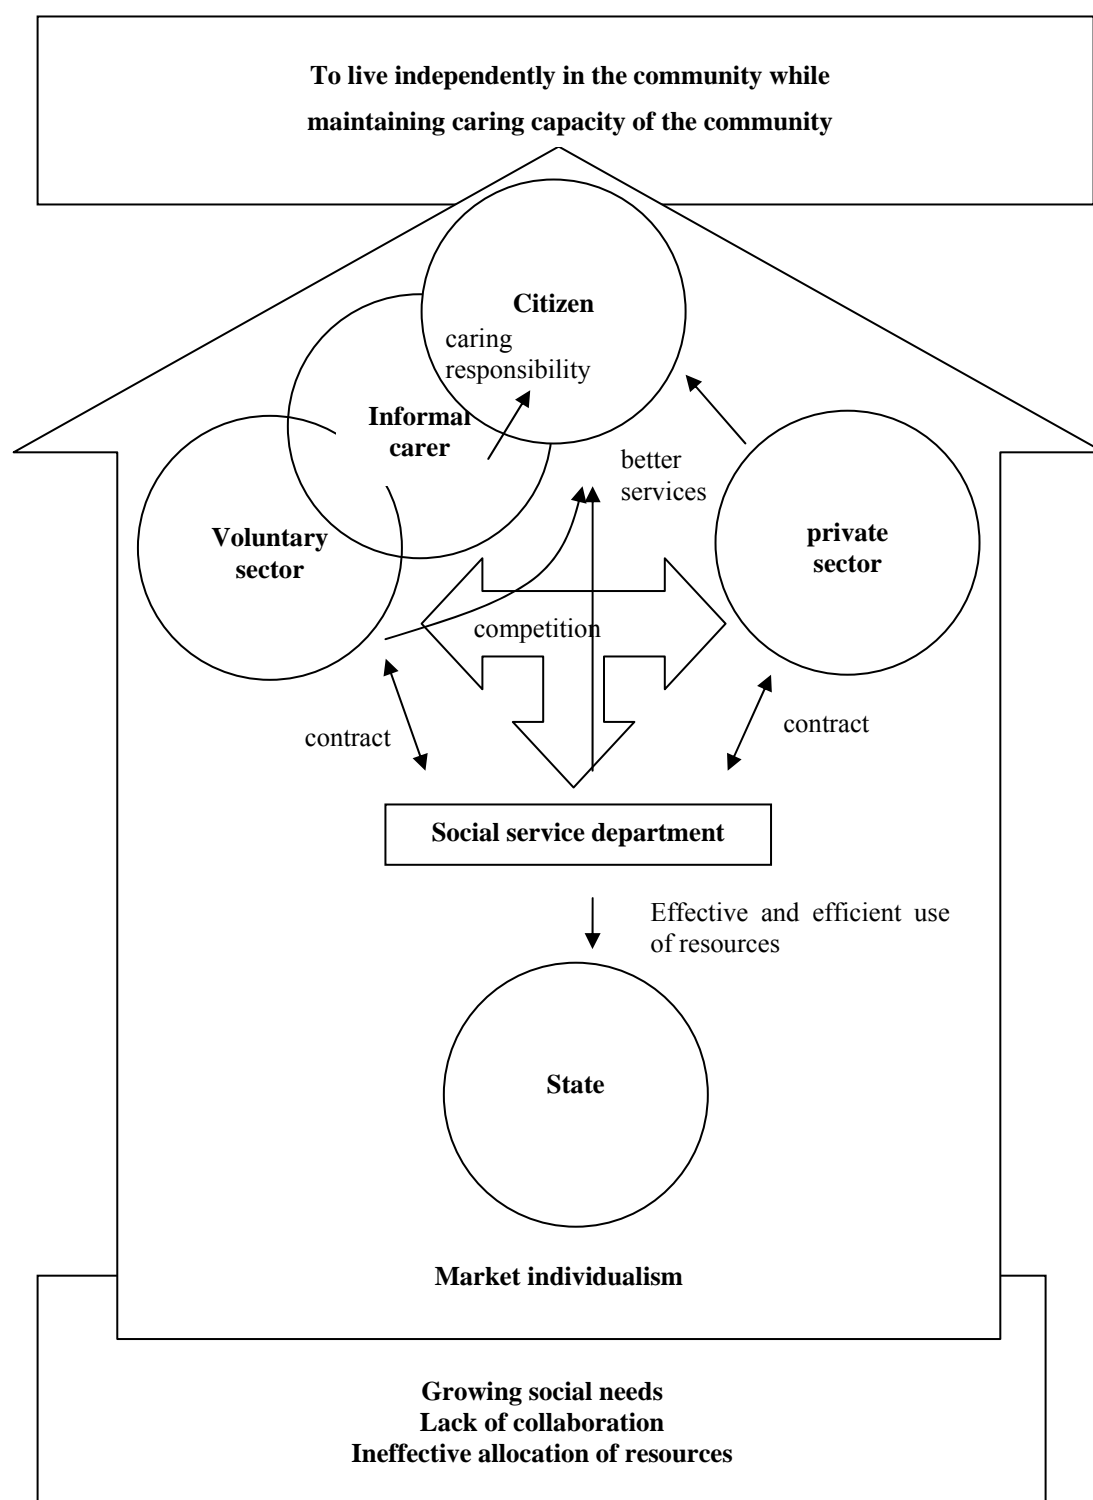 To live independently in the community while
maintaining caring capacity of the community
Citizen
caring
responsibility
Informal
carer
better
services
Voluntary
sector
private
sector
competition
contract
contract
Social service department
Effective and efficient use
of resources
State
Market individualism
Growing social needs
Lack of collaboration
Ineffective allocation of resources